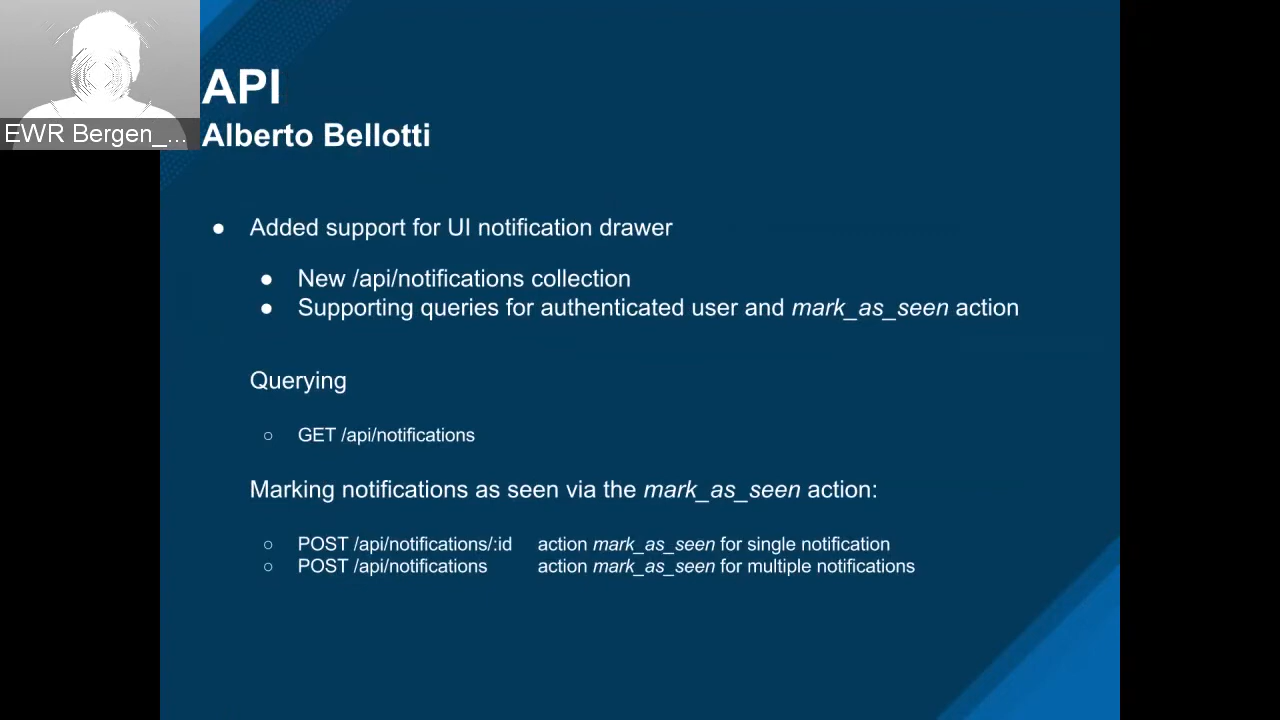 EWR Bergen_...
API
Alberto Bellotti
● Added support for UI notification drawer
● New /api/notifications collection
● Supporting queries for authenticated user and mark_as_seen action
Querying
○ GET /api/notifications
Marking notifications as seen via the mark_as_seen action:
○ POST /api/notifications/:id action mark_as_seen for single notification
○ POST /api/notifications action mark_as_seen for multiple notifications